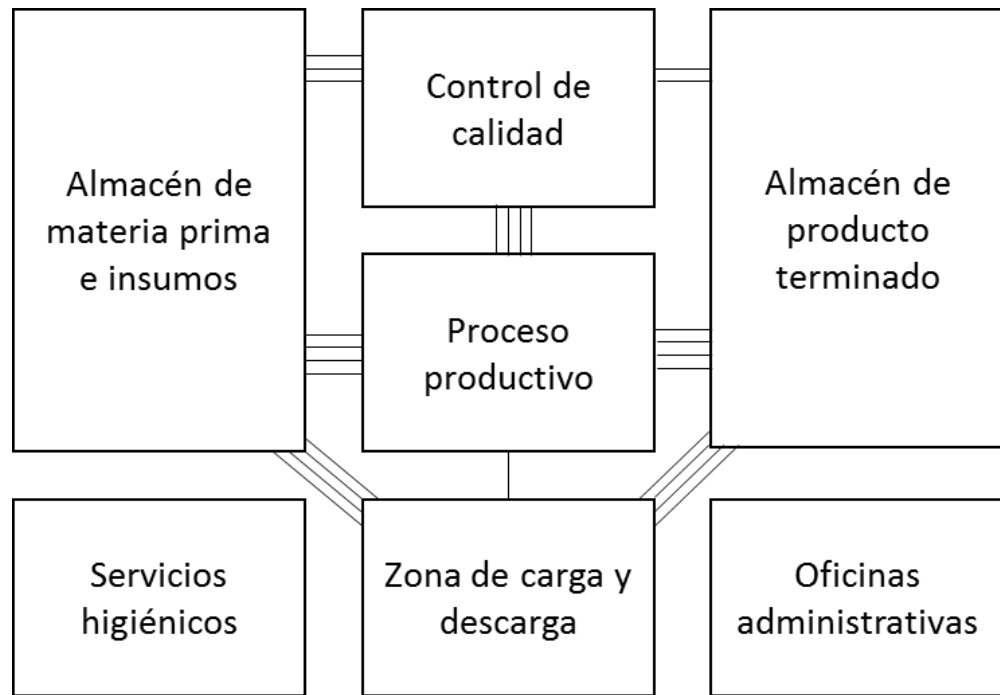 Almacén de
materia prima
e insumos
Control de
calidad
Almacén de
producto
terminado
Proceso
productivo
Servicios
higiénicos
Zona de carga y
descarga
Oficinas
administrativas